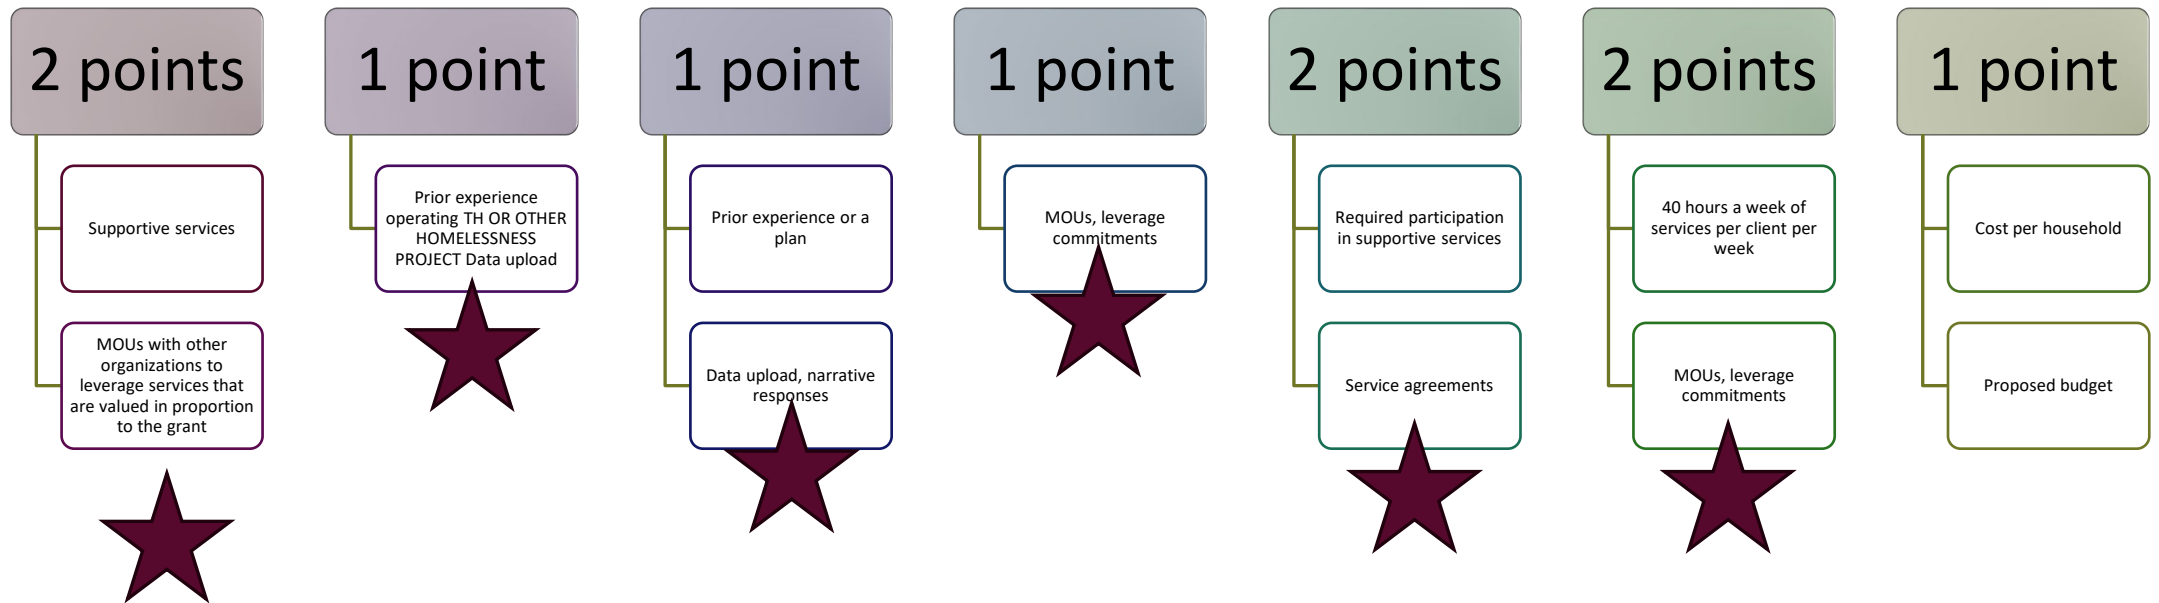 2 points
Supportive services
MOUs with other
organizations to
leverage services that
are valued in proportion
to the grant
1 point
Prior experience
operating TH OR OTHER
HOMELESSNESS
PROJECT Data upload
1 point
Prior experience or a
plan
Data upload, narrative
responses
1 point
MOUs, leverage
commitments
2 points
Required participation
in supportive services
Service agreements
2 points
40 hours a week of
services per client per
week
MOUs, leverage
commitments
1 point
Cost per household
Proposed budget